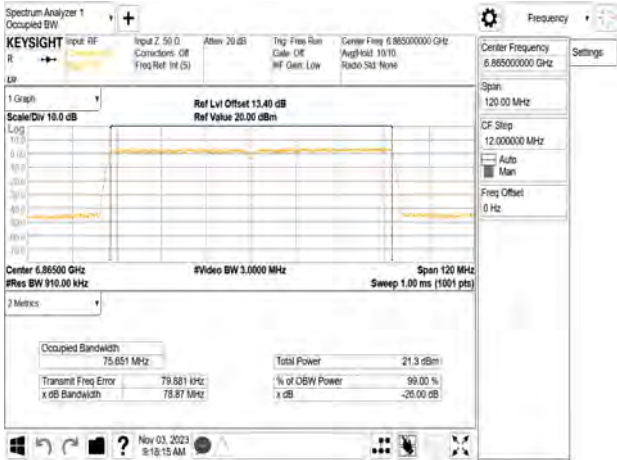 Spectrum Analyzer 1
Occupied BW
+
Frequency
KEYSIGHT Input: RF
R
Input Z: 50 Ω
Corrections: Off
Freq Ref: Int (S)
Atten: 20 dB
Trig: Free Run
Gate: Off
#IF Gain: Low
Center Freq: 6.865000000 GHz
Avg|Hold: 10/10
Radio Std: None
Center Frequency
6.865000000 GHz
Settings
Span
120.00 MHz
CF Step
12.000000 MHz
Auto
Man
Freq Offset
0 Hz
1 Graph
Scale/Div 10.0 dB
Ref Lvl Offset 13.40 dB
Ref Value 20.00 dBm
Log
10.0
0.00
Center 6.86500 GHz
#Res BW 910.00 kHz
#Video BW 3.0000 MHz
Span 120 MHz
Sweep 1.00 ms (1001 pts)
2 Metrics
Occupied Bandwidth
75.651 MHz
Total Power 21.3 dBm
Transmit Freq Error 79.881 kHz
% of OBW Power 99.00 %
x dB Bandwidth 78.87 MHz
x dB -26.00 dB
?
Nov 03, 2023
9:18:15 AM